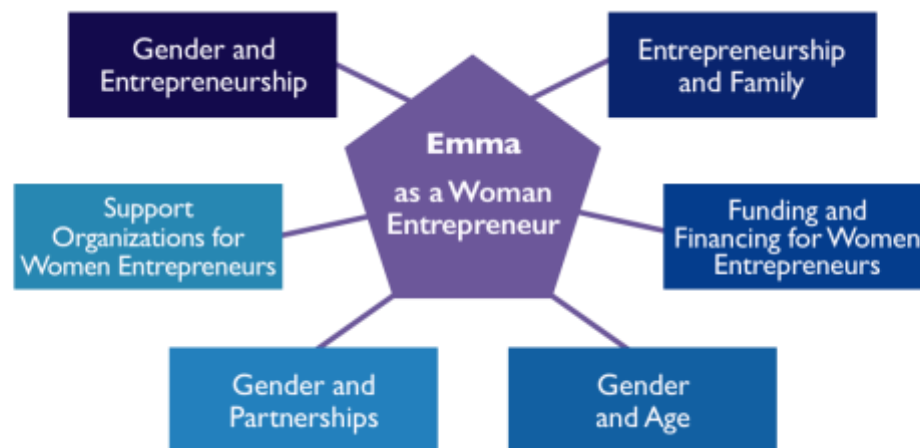 Gender and
Entrepreneurship
Entrepreneurship
and Family
Emma
as a Woman
Entrepreneur
Support
Organizations for
Women Entrepreneurs
Funding and
Financing for Women
Entrepreneurs
Gender and
Partnerships
Gender
and Age